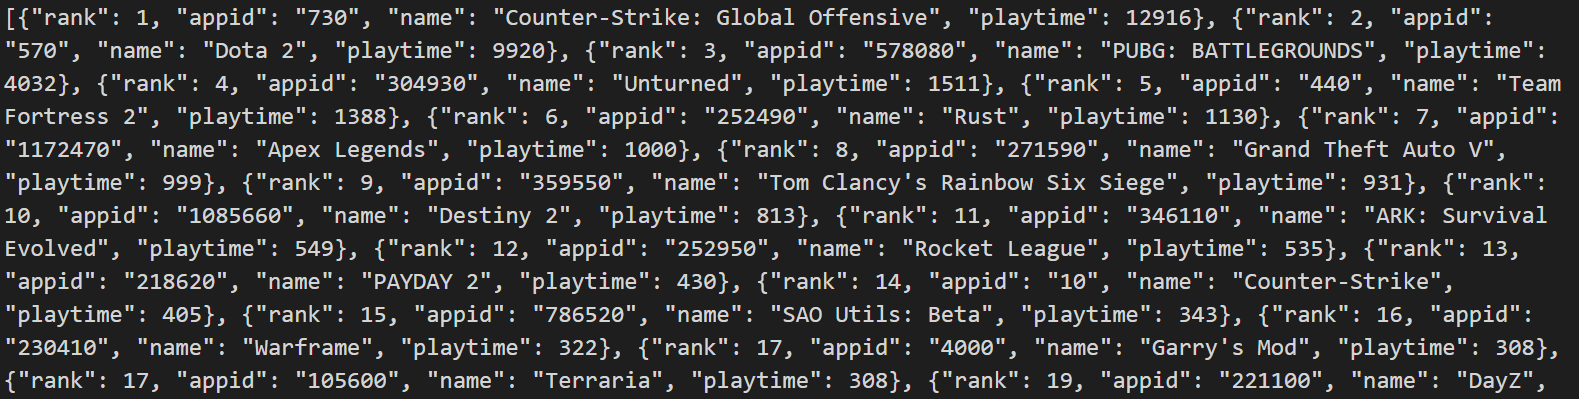 [{"rank": 1, "appid": "730", "name": "Counter-Strike: Global Offensive", "playtime": 12916}, {"rank": 2, "appid":
"570", "name": "Dota 2", "playtime": 9920}, {"rank": 3, "appid": "578080", "name": "PUBG: BATTLEGROUNDS", "playtime":
4032}, {"rank": 4, "appid": "304930", "name": "Unturned", "playtime": 1511}, {"rank": 5, "appid": "440", "name": "Team
Fortress 2", "playtime": 1388}, {"rank": 6, "appid": "252490", "name": "Rust", "playtime": 1130}, {"rank": 7, "appid":
"1172470", "name": "Apex Legends", "playtime": 1000}, {"rank": 8, "appid": "271590", "name": "Grand Theft Auto V",
"playtime": 999}, {"rank": 9, "appid": "359550", "name": "Tom Clancy's Rainbow Six Siege", "playtime": 931}, {"rank":
10, "appid": "1085660", "name": "Destiny 2", "playtime": 813}, {"rank": 11, "appid": "346110", "name": "ARK: Survival
Evolved", "playtime": 549}, {"rank": 12, "appid": "252950", "name": "Rocket League", "playtime": 535}, {"rank": 13,
"appid": "218620", "name": "PAYDAY 2", "playtime": 430}, {"rank": 14, "appid": "10", "name": "Counter-Strike",
"playtime": 405}, {"rank": 15, "appid": "786520", "name": "SAO Utils: Beta", "playtime": 343}, {"rank": 16, "appid":
"230410", "name": "Warframe", "playtime": 322}, {"rank": 17, "appid": "4000", "name": "Garry's Mod", "playtime": 308},
{"rank": 17, "appid": "105600", "name": "Terraria", "playtime": 308}, {"rank": 19, "appid": "221100", "name": "DayZ",